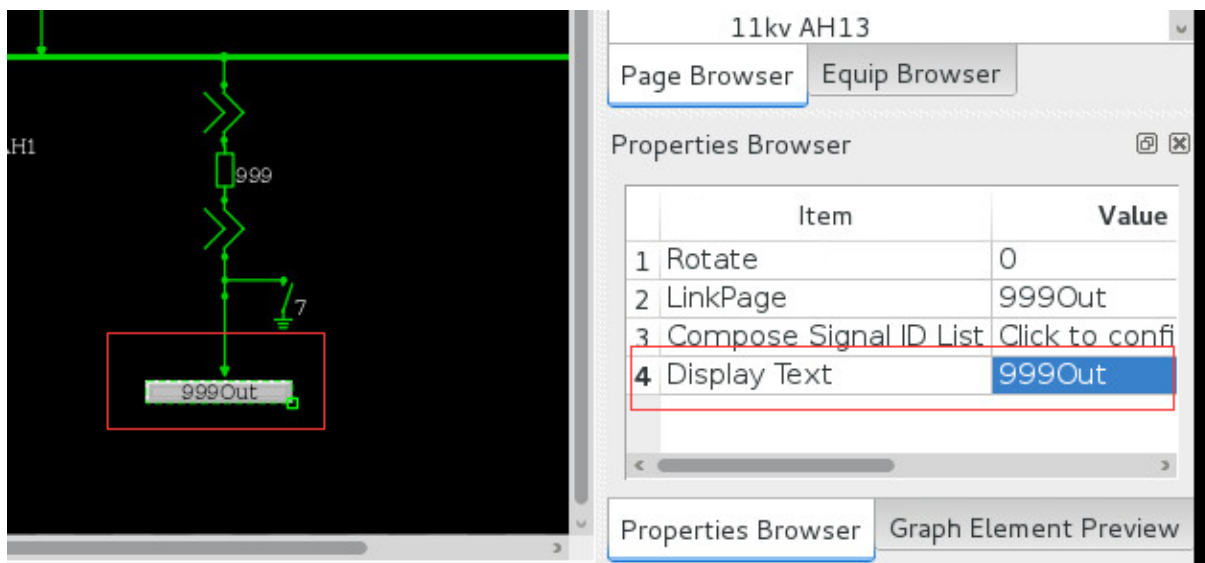 11kv AH13
Page Browser
Equip Browser
Properties Browser
Item
Value
1 Rotate 0
2 LinkPage 999Out
3 Compose Signal ID List Click to confi
4 Display Text 999Out
Properties Browser
Graph Element Preview
.H1
999
7
999Out